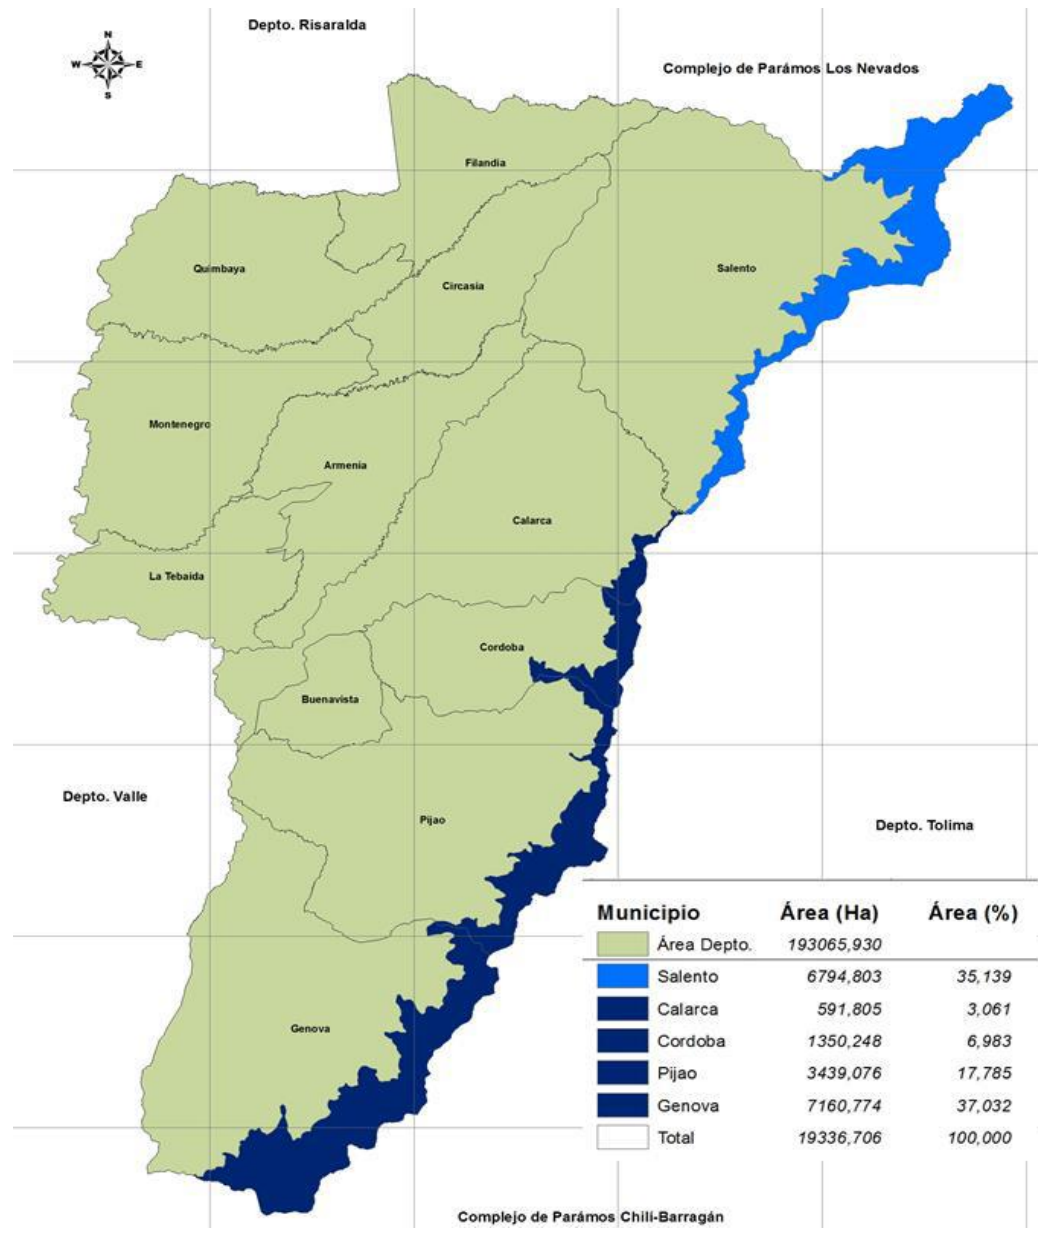 Depto. Risaralda
N
W E
S
Complejo de Parámos Los Nevados
Filandia
Quimbaya
Salento
Circasia
Montenegro
Armenia
Calarca
La Tebaida
Cordoba
Buenavista
Depto. Valle
Pijao
Depto. Tolima
Municipio Área (Ha) Área (%)
Área Depto. 193065,930
Salento 6794,803 35,139
Calarca 591,805 3,061
Cordoba 1350,248 6,983
Pijao 3439,076 17,785
Genova 7160,774 37,032
Total 19336,706 100,000
Genova
Complejo de Parámos Chilí-Barragán